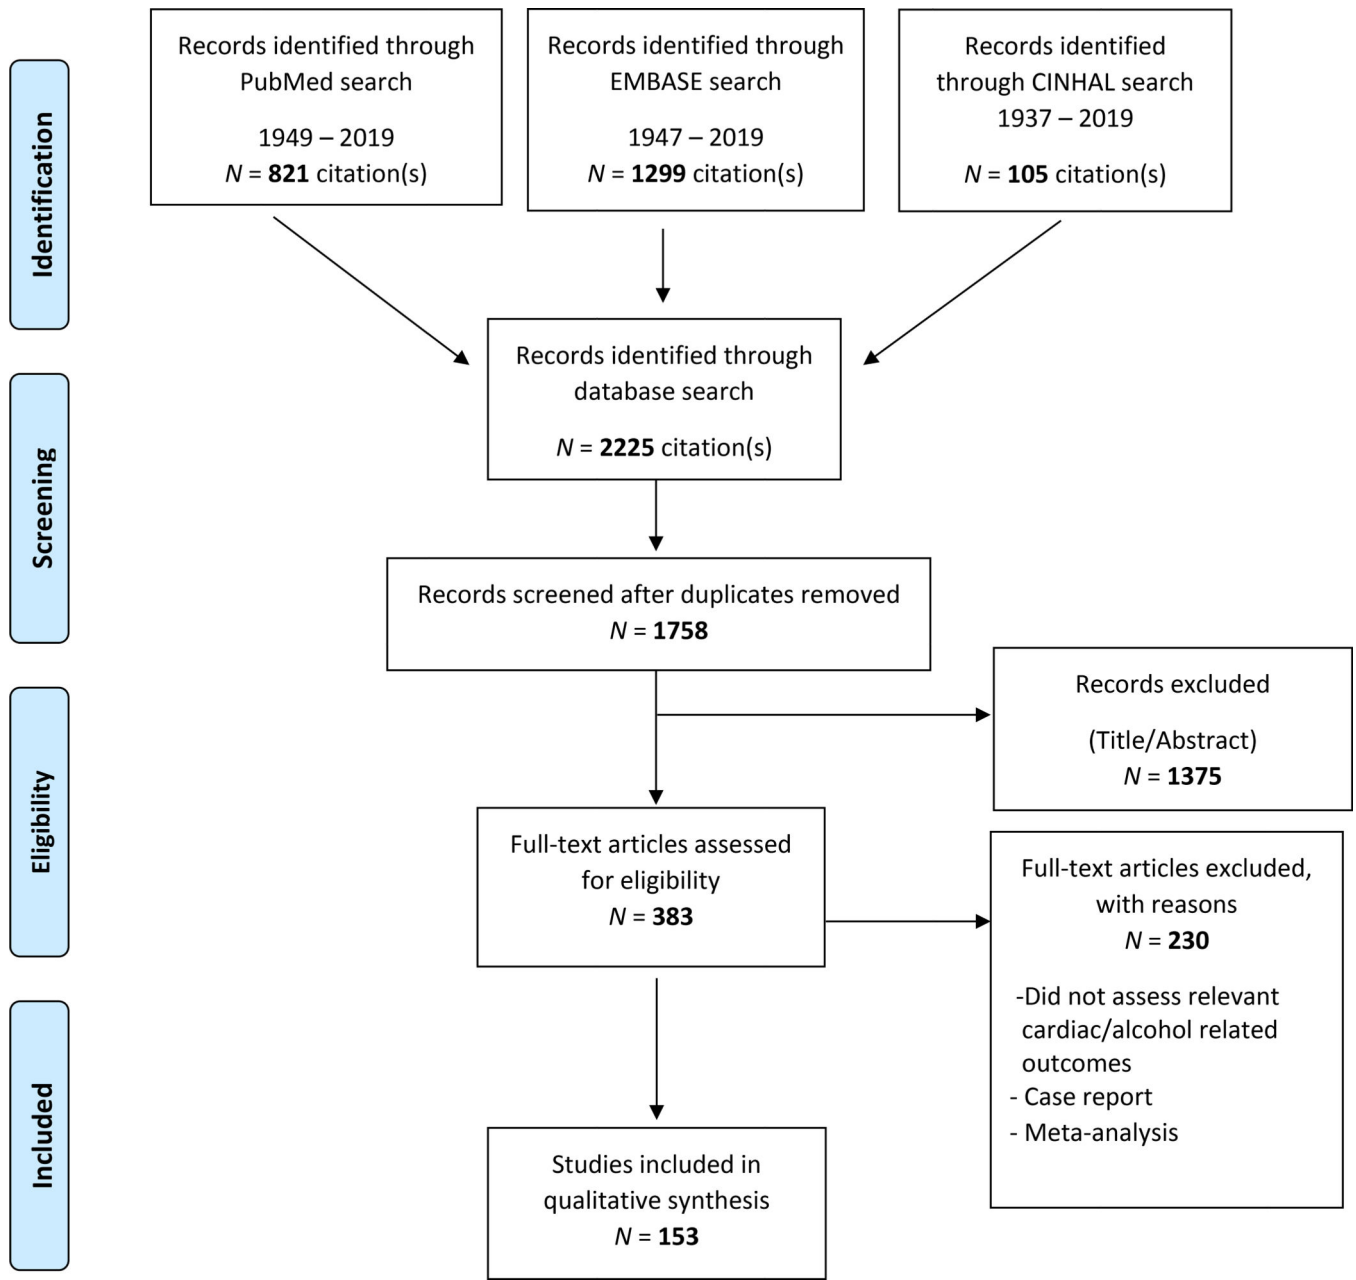 Identification
Records identified through
PubMed search
1949 – 2019
N = 821 citation(s)
Records identified through
EMBASE search
1947 – 2019
N = 1299 citation(s)
Records identified
through CINHAL search
1937 – 2019
N = 105 citation(s)
Screening
Records identified through
database search
N = 2225 citation(s)
Records screened after duplicates removed
N = 1758
Records excluded
(Title/Abstract)
N = 1375
Eligibility
Full-text articles assessed
for eligibility
N = 383
Full-text articles excluded,
with reasons
N = 230
-Did not assess relevant
cardiac/alcohol related
outcomes
- Case report
- Meta-analysis
Included
Studies included in
qualitative synthesis
N = 153